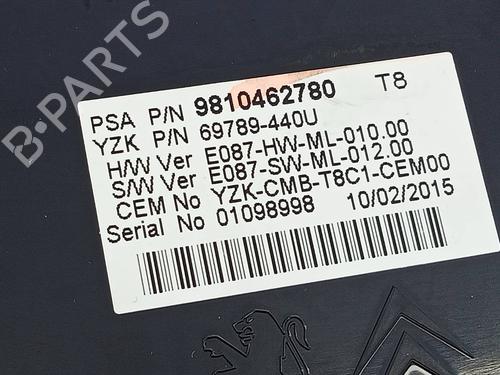 PSA P/N 9810462780 T8
YZK P/N 69789-440U
H/W Ver E087-HW-ML-010.00
S/W Ver E087-SW-ML-012.00
CEM No YZK-CMB-T8C1-CEM00
Serial No 01098998 10/02/2015
B-PARTS